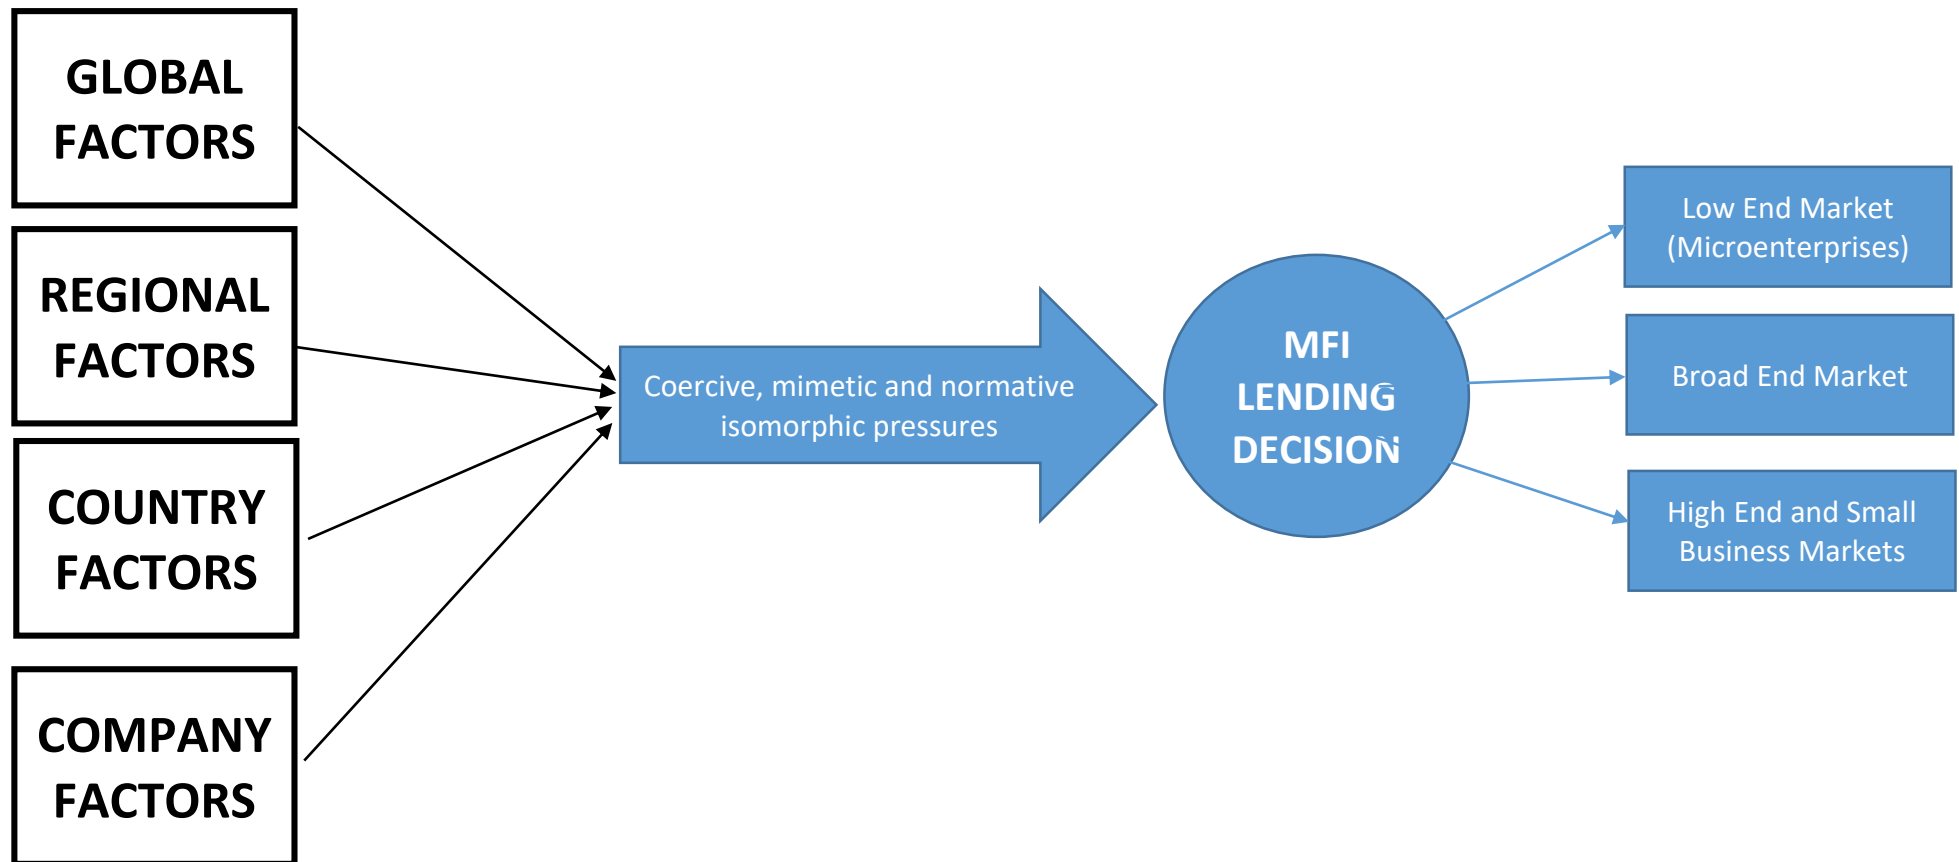 GLOBAL
FACTORS
REGIONAL
FACTORS
COUNTRY
FACTORS
COMPANY
FACTORS
Coercive, mimetic and normative
isomorphic pressures
MFI
LENDING
DECISION
Low End Market
(Microenterprises)
Broad End Market
High End and Small
Business Markets